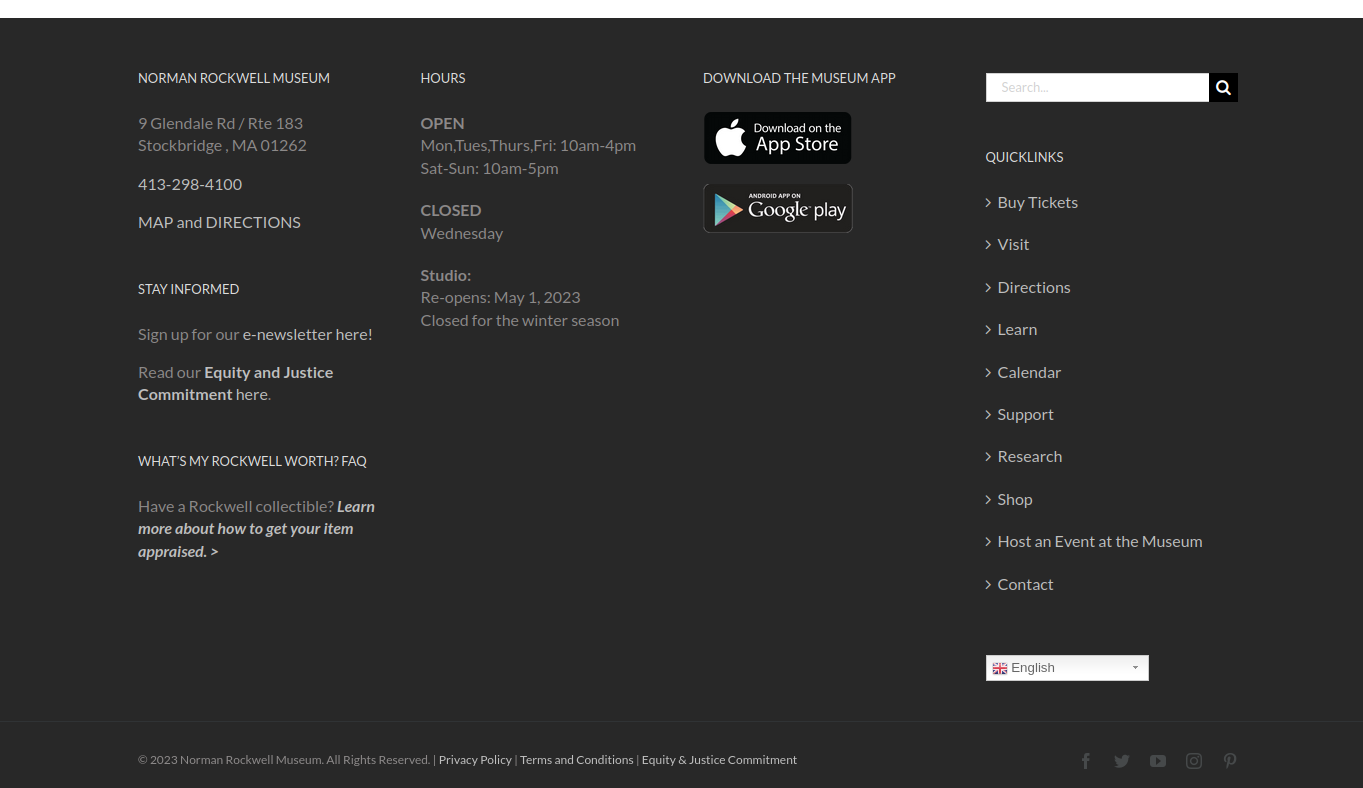 NORMAN ROCKWELL MUSEUM
9 Glendale Rd / Rte 183
Stockbridge , MA 01262
413-298-4100
MAP and DIRECTIONS
STAY INFORMED
Sign up for our e-newsletter here!
Read our Equity and Justice
Commitment here.
WHAT'S MY ROCKWELL WORTH? FAQ
Have a Rockwell collectible? Learn
more about how to get your item
appraised. >
HOURS
OPEN
Mon,Tues,Thurs,Fri: 10am-4pm
Sat-Sun: 10am-5pm
CLOSED
Wednesday
Studio:
Re-opens: May 1, 2023
Closed for the winter season
DOWNLOAD THE MUSEUM APP
Download on the
App Store
ANDROID APP ON
Google play
Search...
QUICKLINKS
Buy Tickets
Visit
Directions
Learn
Calendar
Support
Research
Shop
Host an Event at the Museum
Contact
English
© 2023 Norman Rockwell Museum. All Rights Reserved. | Privacy Policy | Terms and Conditions | Equity & Justice Commitment